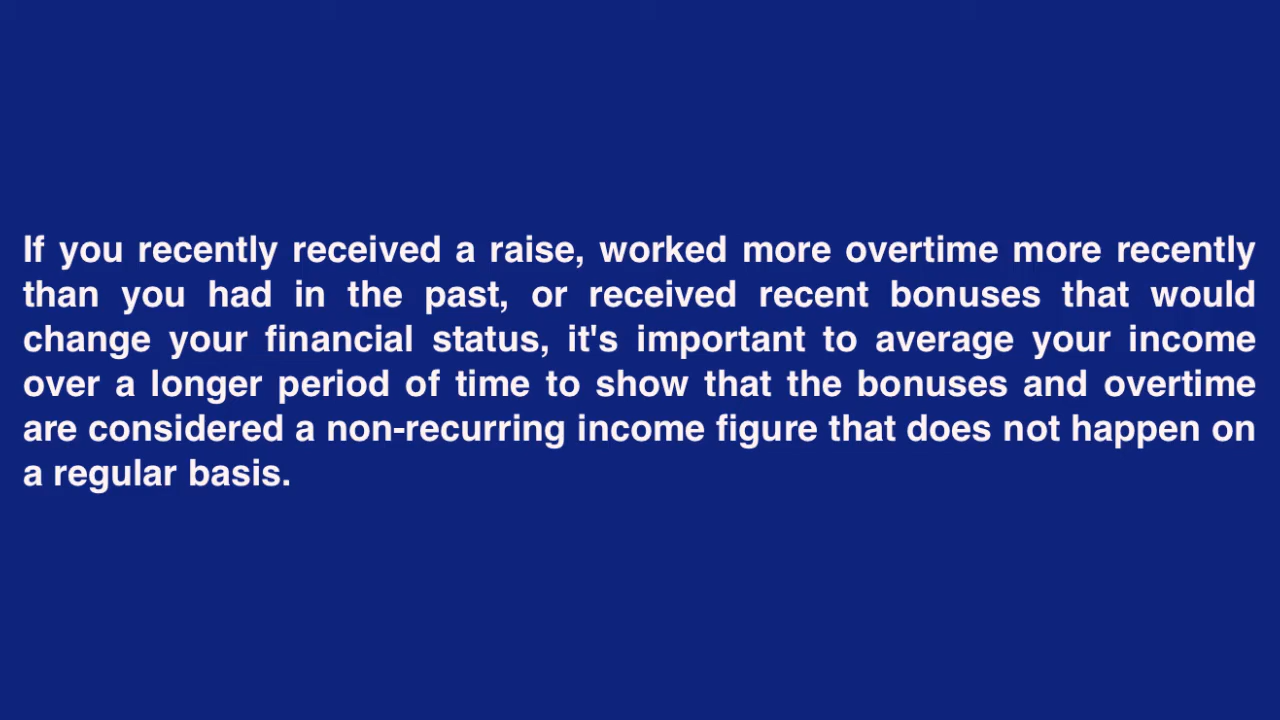 If you recently received a raise, worked more overtime more recently
than you had in the past, or received recent bonuses that would
change your financial status, it's important to average your income
over a longer period of time to show that the bonuses and overtime
are considered a non-recurring income figure that does not happen on
a regular basis.